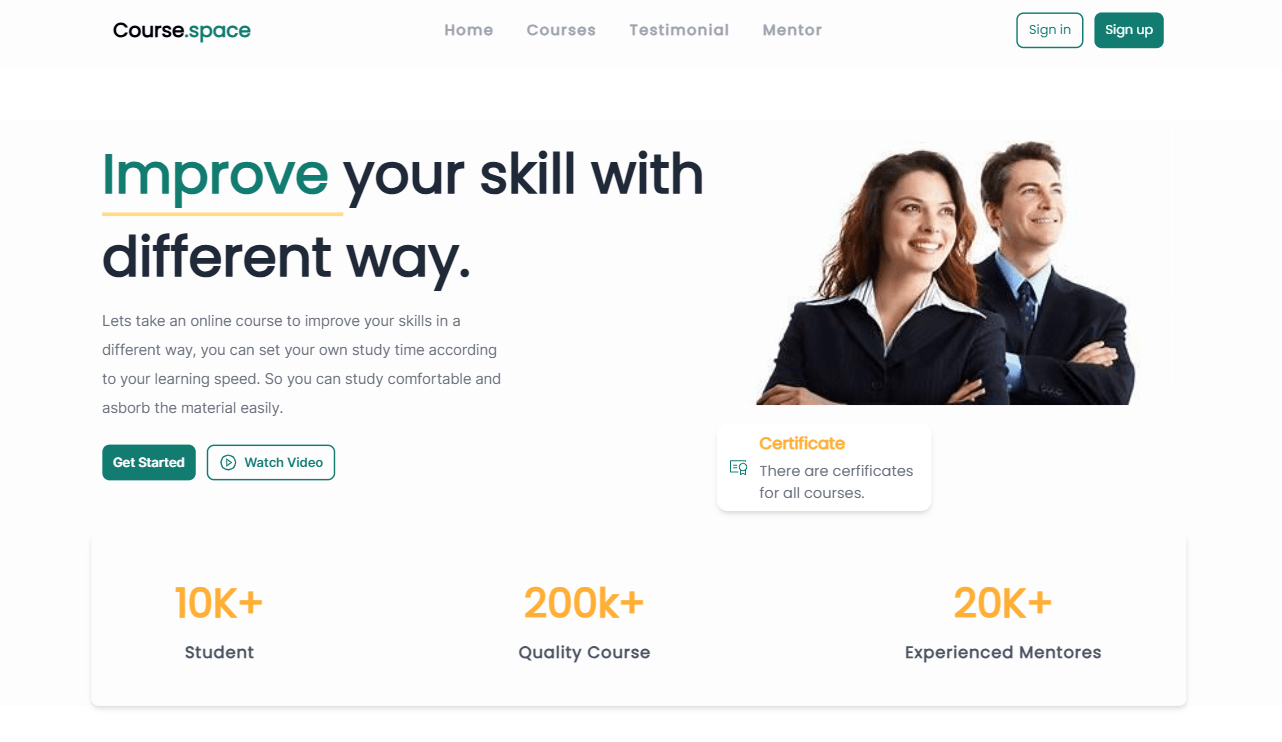 Course.space
Home Courses Testimonial Mentor
Sign in Sign up
Improve your skill with
different way.
Lets take an online course to improve your skills in a
different way, you can set your own study time according
to your learning speed. So you can study comfortable and
asborb the material easily.
Get Started Watch Video
Certificate
There are cerfificates
for all courses.
10K+ 200k+ 20K+
Student Quality Course Experienced Mentores